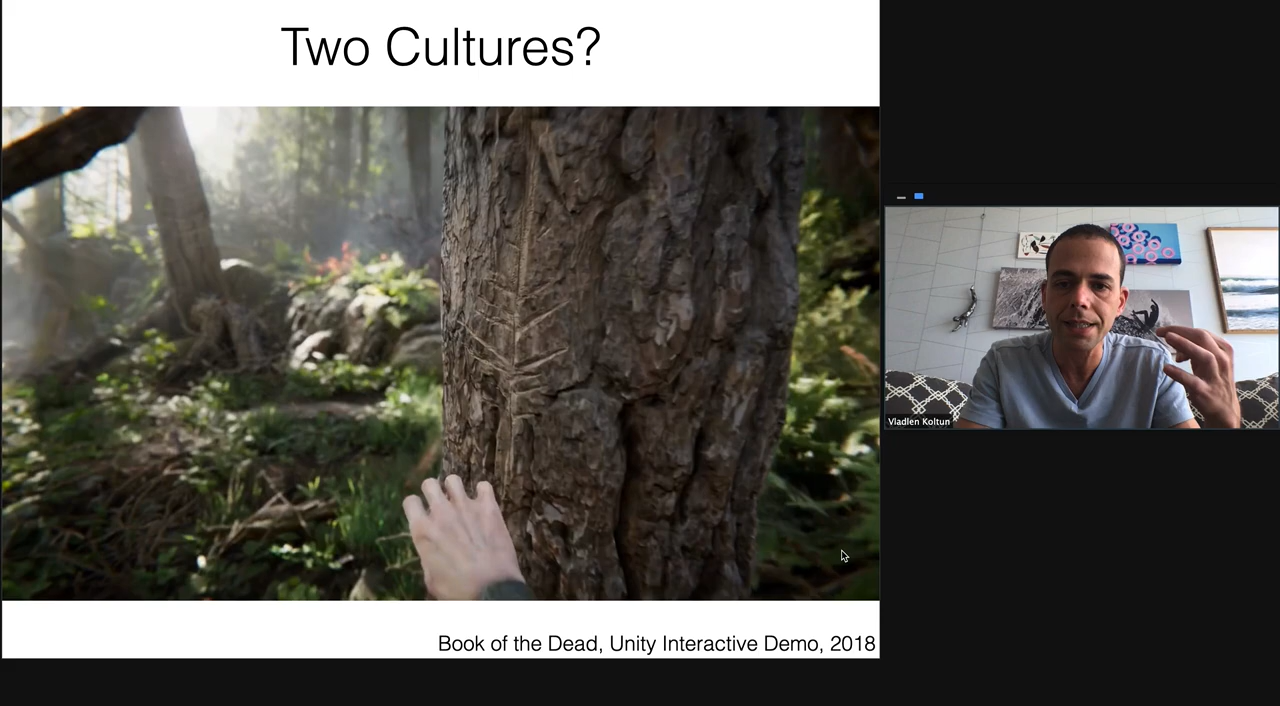 Two Cultures?
Vladlen Koltun
Book of the Dead, Unity Interactive Demo, 2018